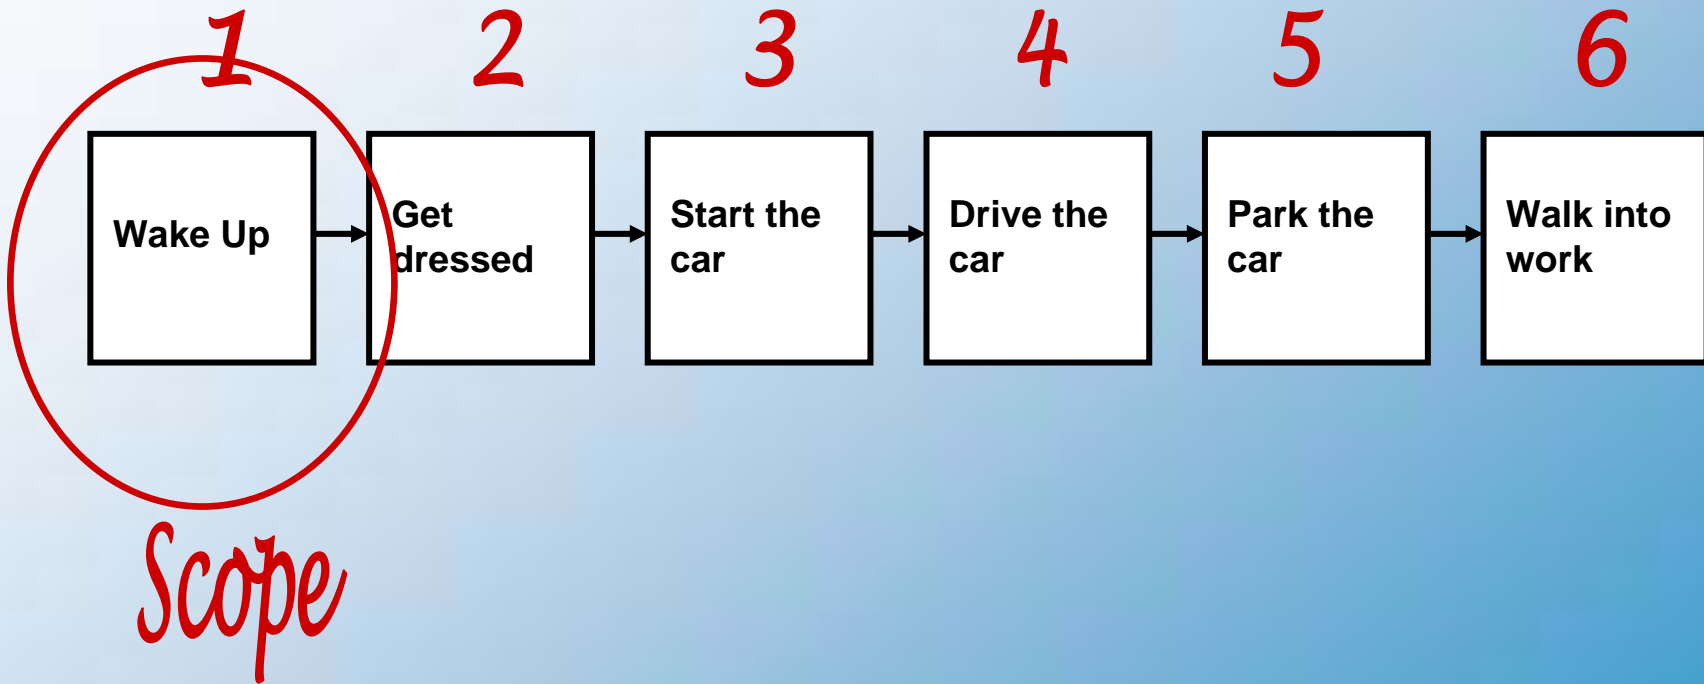 1 2 3 4 5 6
Wake Up
Get
dressed
Start the
car
Drive the
car
Park the
car
Walk into
work
Scope